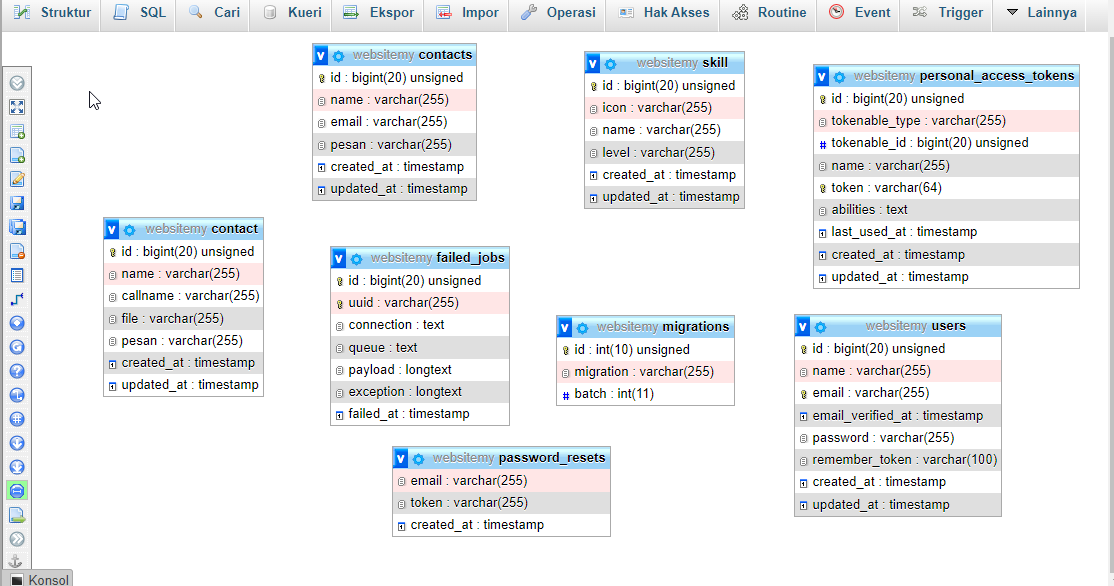 Struktur SQL Cari Kueri Ekspor Impor Operasi Hak Akses Routine Event Trigger Lainnya
v websitemy contacts
id : bigint(20) unsigned
name : varchar(255)
email : varchar(255)
pesan : varchar(255)
created_at : timestamp
updated_at : timestamp
v websitemy skill
id : bigint(20) unsigned
icon : varchar(255)
name : varchar(255)
level : varchar(255)
created_at : timestamp
updated_at : timestamp
v websitemy personal_access_tokens
id : bigint(20) unsigned
tokenable_type : varchar(255)
# tokenable_id : bigint(20) unsigned
name : varchar(255)
token : varchar(64)
abilities : text
last_used_at : timestamp
created_at : timestamp
updated_at : timestamp
v websitemy contact
id : bigint(20) unsigned
name : varchar(255)
callname : varchar(255)
file : varchar(255)
pesan : varchar(255)
created_at : timestamp
updated_at : timestamp
v websitemy failed_jobs
id : bigint(20) unsigned
uuid : varchar(255)
connection : text
queue : text
payload : longtext
exception : longtext
failed_at : timestamp
v websitemy migrations
id : int(10) unsigned
migration : varchar(255)
# batch : int(11)
v websitemy users
id : bigint(20) unsigned
name : varchar(255)
email : varchar(255)
email_verified_at : timestamp
password : varchar(255)
remember_token : varchar(100)
created_at : timestamp
updated_at : timestamp
v websitemy password_resets
email : varchar(255)
token : varchar(255)
created_at : timestamp
Konsol